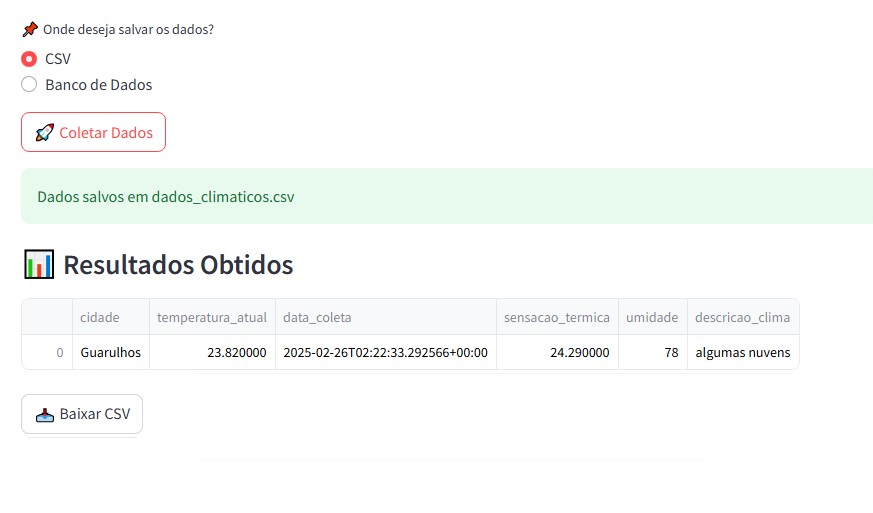 📌 Onde deseja salvar os dados?
CSV
Banco de Dados
🚀 Coletar Dados
Dados salvos em dados_climaticos.csv
📊 Resultados Obtidos
cidade temperatura_atual data_coleta sensacao_termica umidade descricao_clima
0 Guarulhos 23.820000 2025-02-26T02:22:33.292566+00:00 24.290000 78 algumas nuvens
📥 Baixar CSV